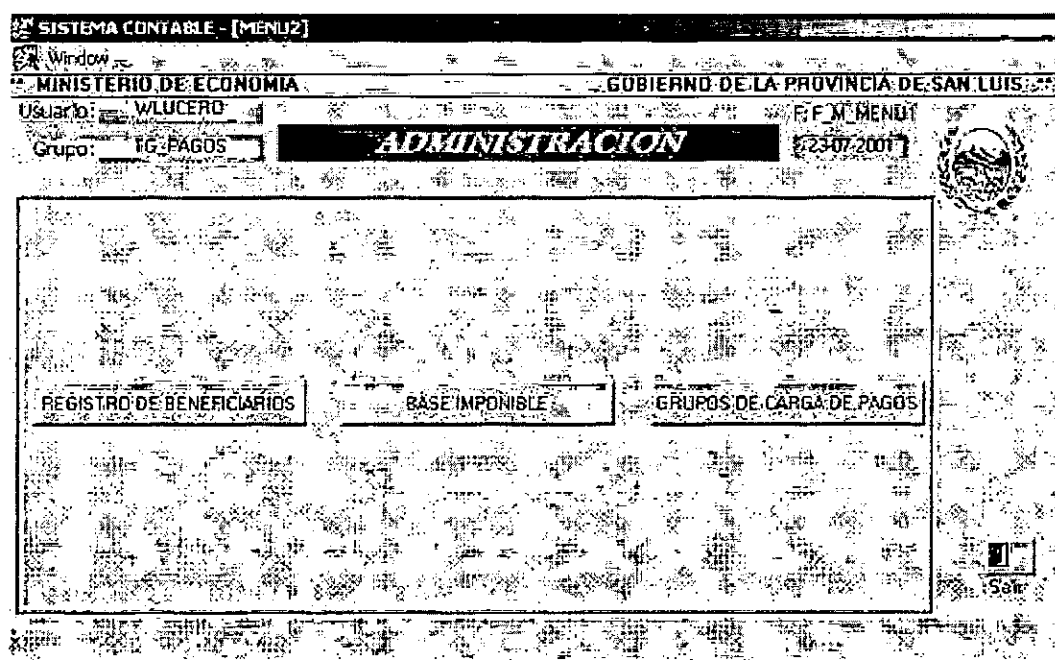 SISTEMA CONTABLE - [MENU2]
Window
MINISTERIO DE ECONOMIA GOBIERNO DE LA PROVINCIA DE SAN LUIS
Usuario: WLUCERO F: F_M_MENU1
Grupo: TG_PAGOS ADMINISTRACION 23-07-2001
REGISTRO DE BENEFICIARIOS BASE IMPONIBLE GRUPOS DE CARGA DE PAGOS
Salir